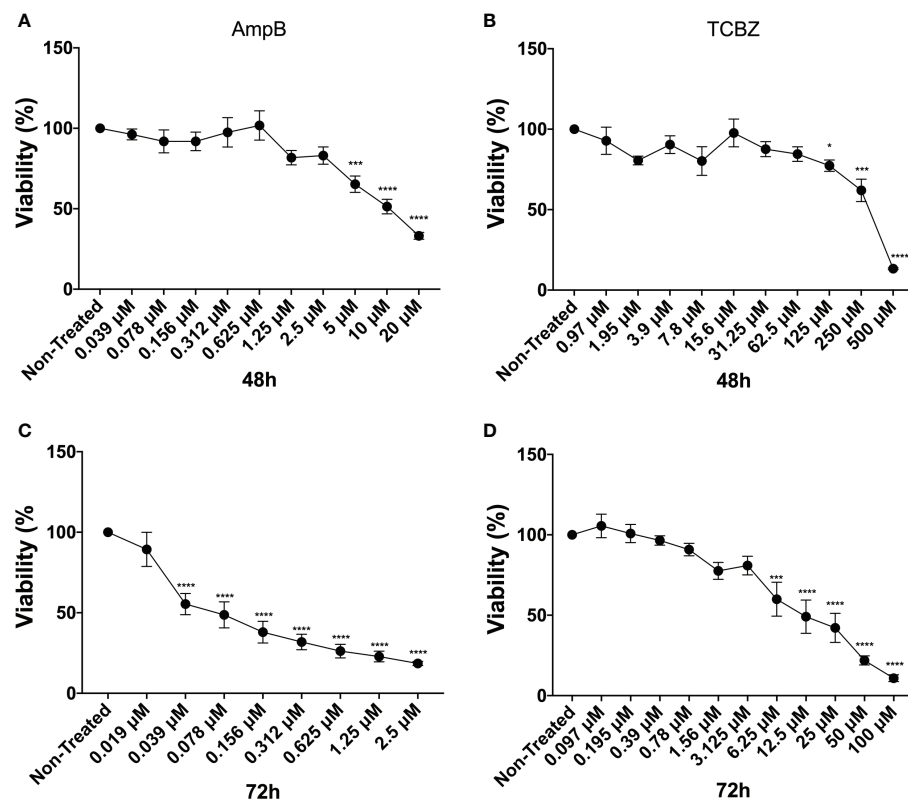 A
AmpB
Viability (%)
150
100
50
0
***
****
****
Non-Treated
0.039 µM
0.078 µM
0.156 µM
0.312 µM
0.625 µM
1.25 µM
2.5 µM
5 µM
10 µM
20 µM
48h
B
TCBZ
Viability (%)
150
100
50
0
*
***
****
Non-Treated
0.97 µM
1.95 µM
3.9 µM
7.8 µM
15.6 µM
31.25 µM
62.5 µM
125 µM
250 µM
500 µM
48h
C
Viability (%
150
100
50
0
****
****
****
****
****
****
****
Non-Treated
0.019 µM
0.039 µM
0.078 µM
0.156 µM
0.312 µM
0.625 µM
1.25 µM
2.5 µM
72h
D
Viability (%)
150
100
50
0
***
****
****
****
****
Non-Treated
0.097 µM
0.195 µM
0.39 µM
0.78 µM
1.56 µM
3.125 µM
6.25 µM
12.5 µM
25 µM
50 µM
100 µM
72h